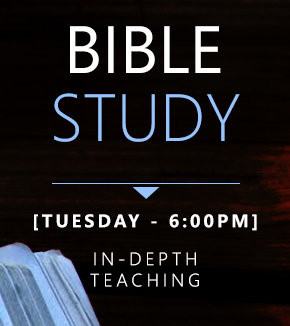 BIBLE
STUDY
[TUESDAY - 6:00PM]
IN-DEPTH
TEACHING